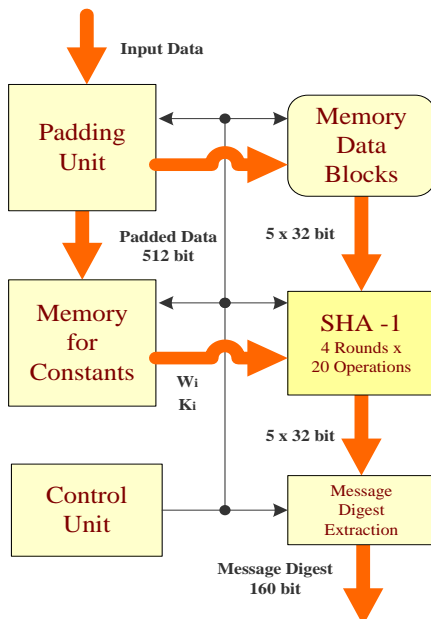 Input Data
Padding
Unit
Memory
Data
Blocks
Padded Data
512 bit
5 x 32 bit
Memory
for
Constants
SHA -1
4 Rounds x
20 Operations
Wi
Ki
5 x 32 bit
Control
Unit
Message
Digest
Extraction
Message Digest
160 bit